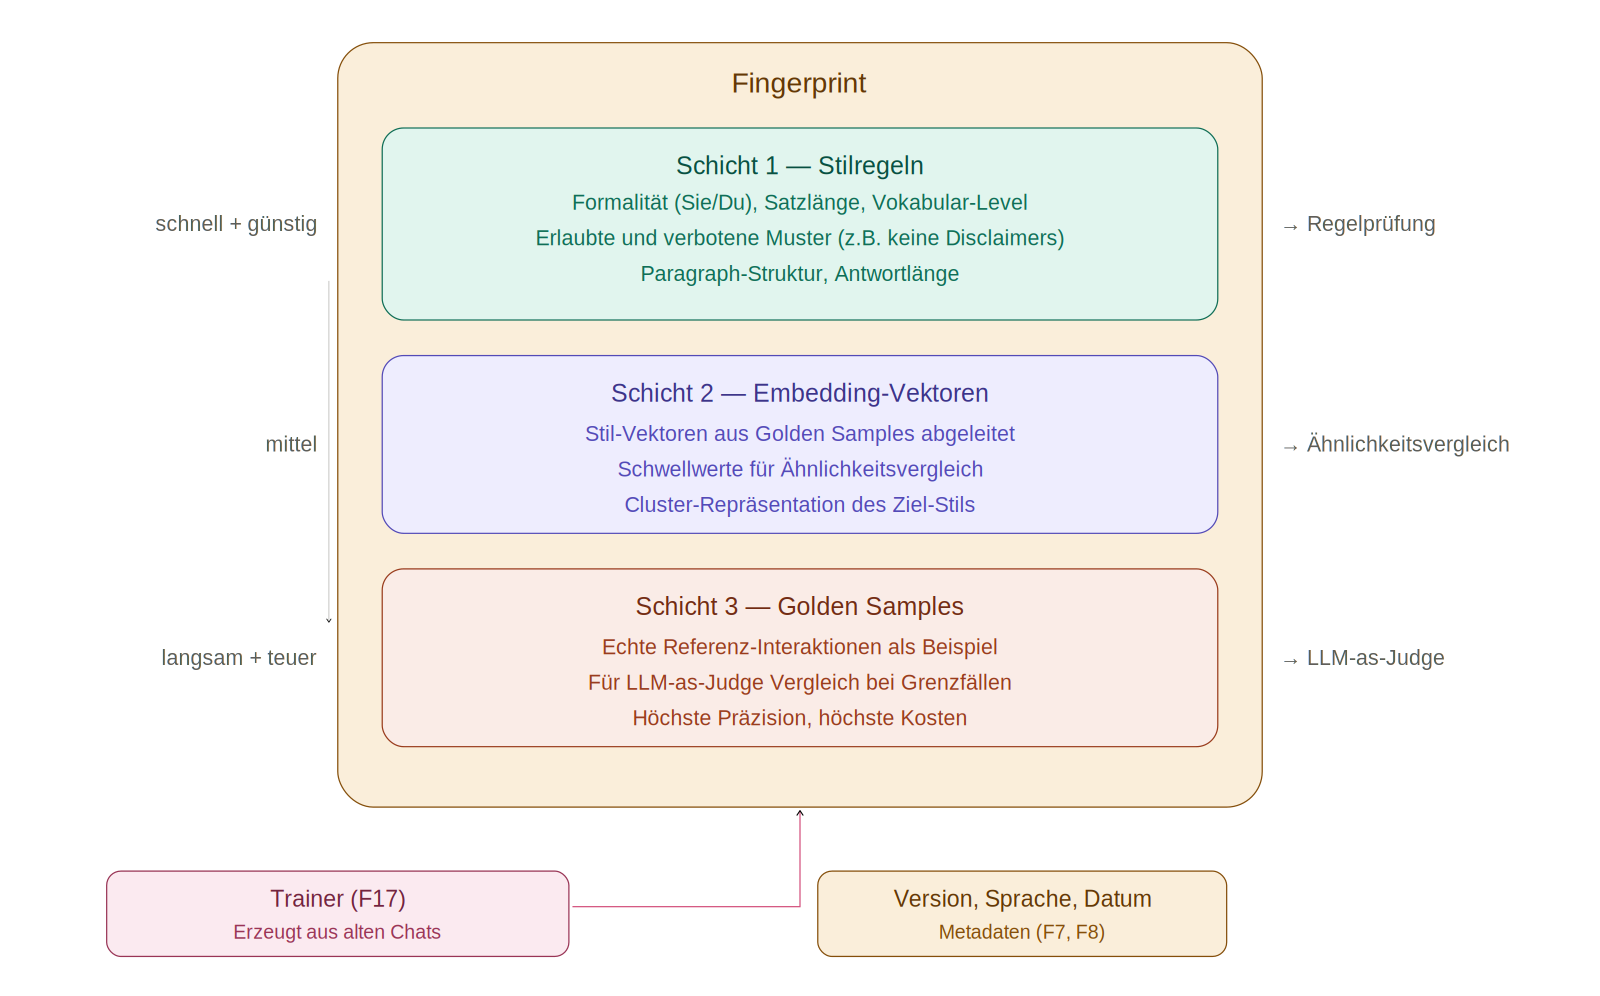 Fingerprint
Schicht 1 — Stilregeln
Formalität (Sie/Du), Satzlänge, Vokabular-Level
schnell + günstig
→ Regelprüfung
Erlaubte und verbotene Muster (z.B. keine Disclaimers)
Paragraph-Struktur, Antwortlänge
Schicht 2 — Embedding-Vektoren
Stil-Vektoren aus Golden Samples abgeleitet
mittel
→ Ähnlichkeitsvergleich
Schwellwerte für Ähnlichkeitsvergleich
Cluster-Repräsentation des Ziel-Stils
Schicht 3 — Golden Samples
Echte Referenz-Interaktionen als Beispiel
langsam + teuer
→ LLM-as-Judge
Für LLM-as-Judge Vergleich bei Grenzfällen
Höchste Präzision, höchste Kosten
Trainer (F17)
Erzeugt aus alten Chats
Version, Sprache, Datum
Metadaten (F7, F8)